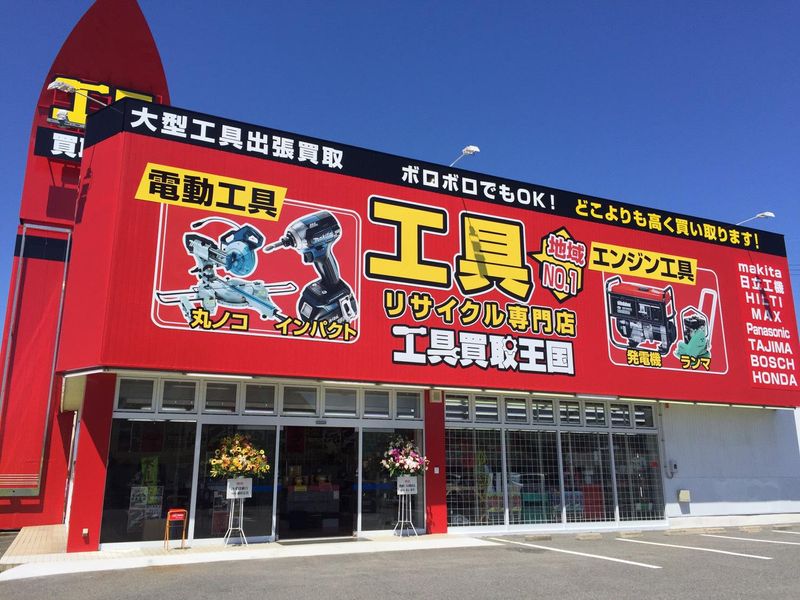 工具
買取
大型工具出張買取
ボロボロでもOK！
どこよりも高く買い取ります！
電動工具
丸ノコ
インパクト
makita
工具
地域
NO.1
リサイクル専門店
工具買取王国
エンジン工具
発電機
ランマ
makita
日立工機
HILTI
MAX
Panasonic
TAJIMA
BOSCH
HONDA